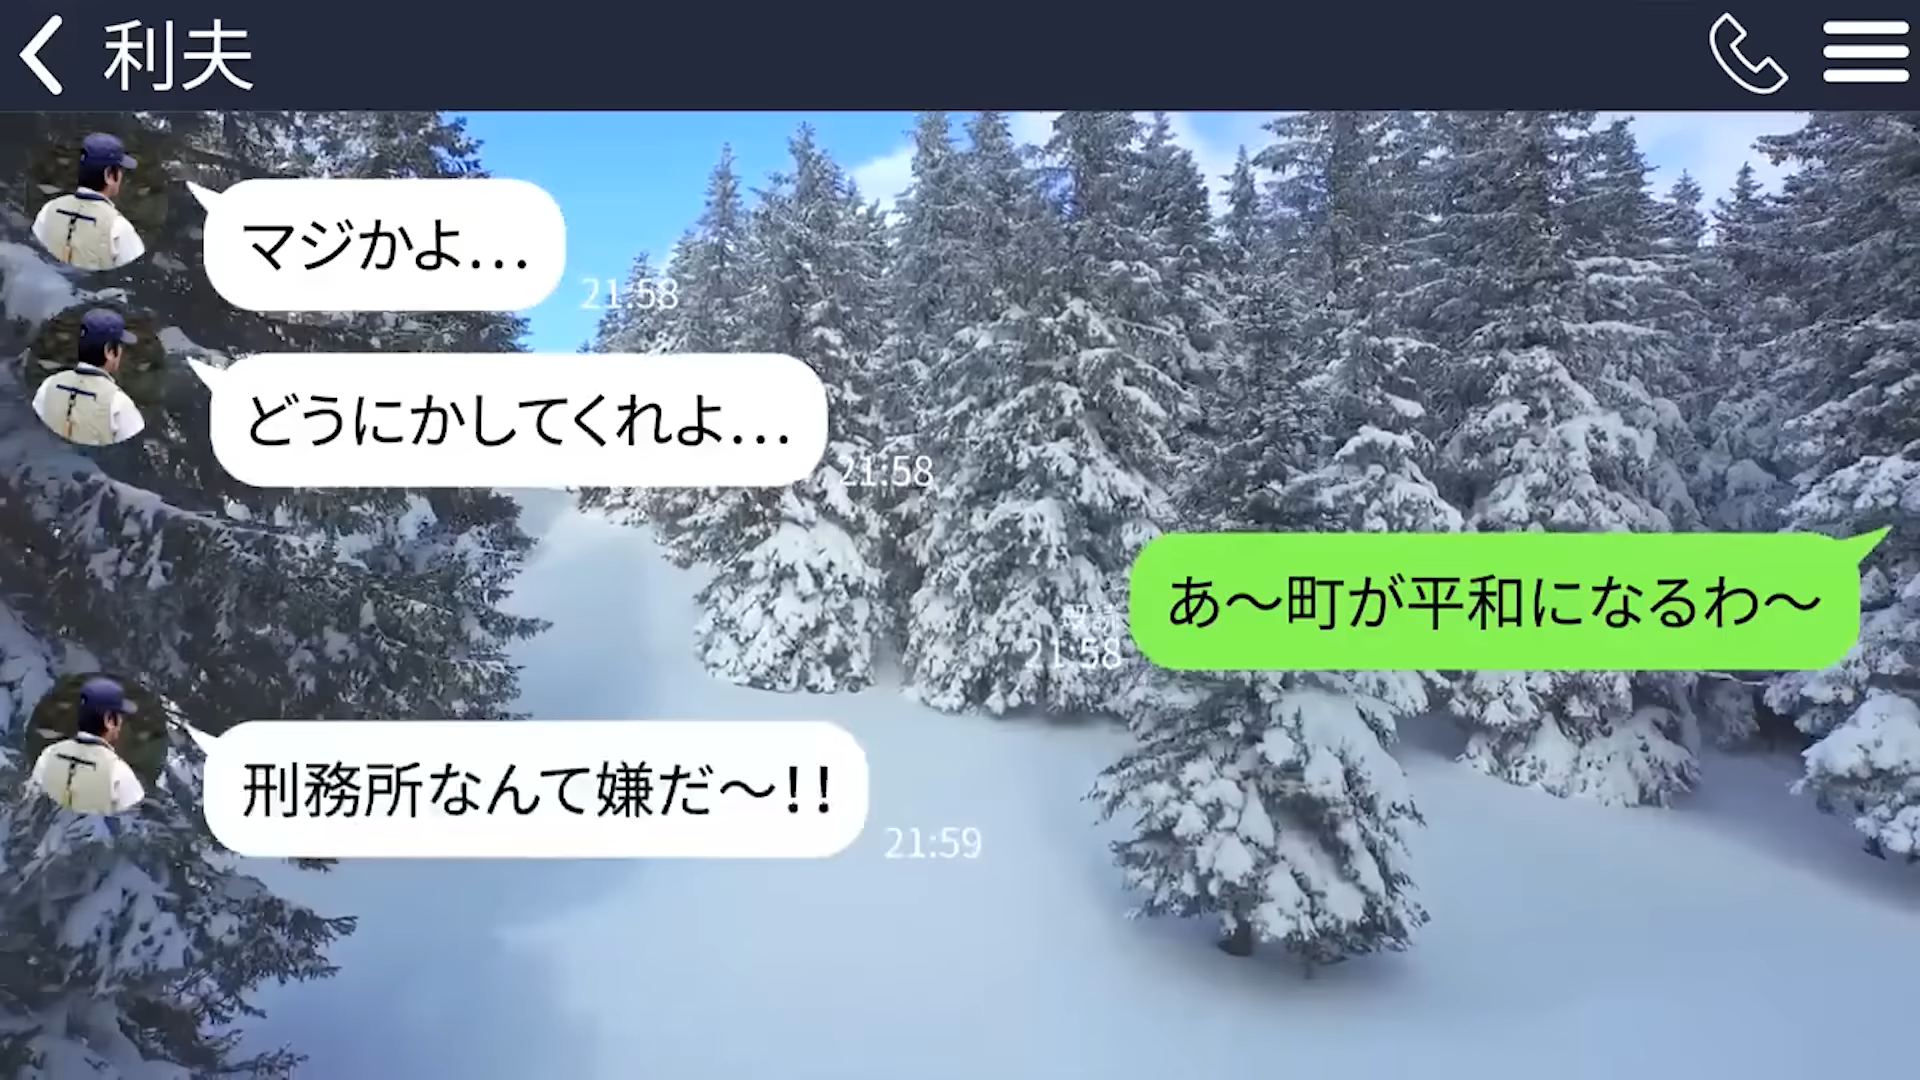 利夫
マジかよ…
21:58
どうにかしてくれよ…
21:58
あ～町が平和になるわ～
既読
21:58
刑務所なんて嫌だ～！！
21:59